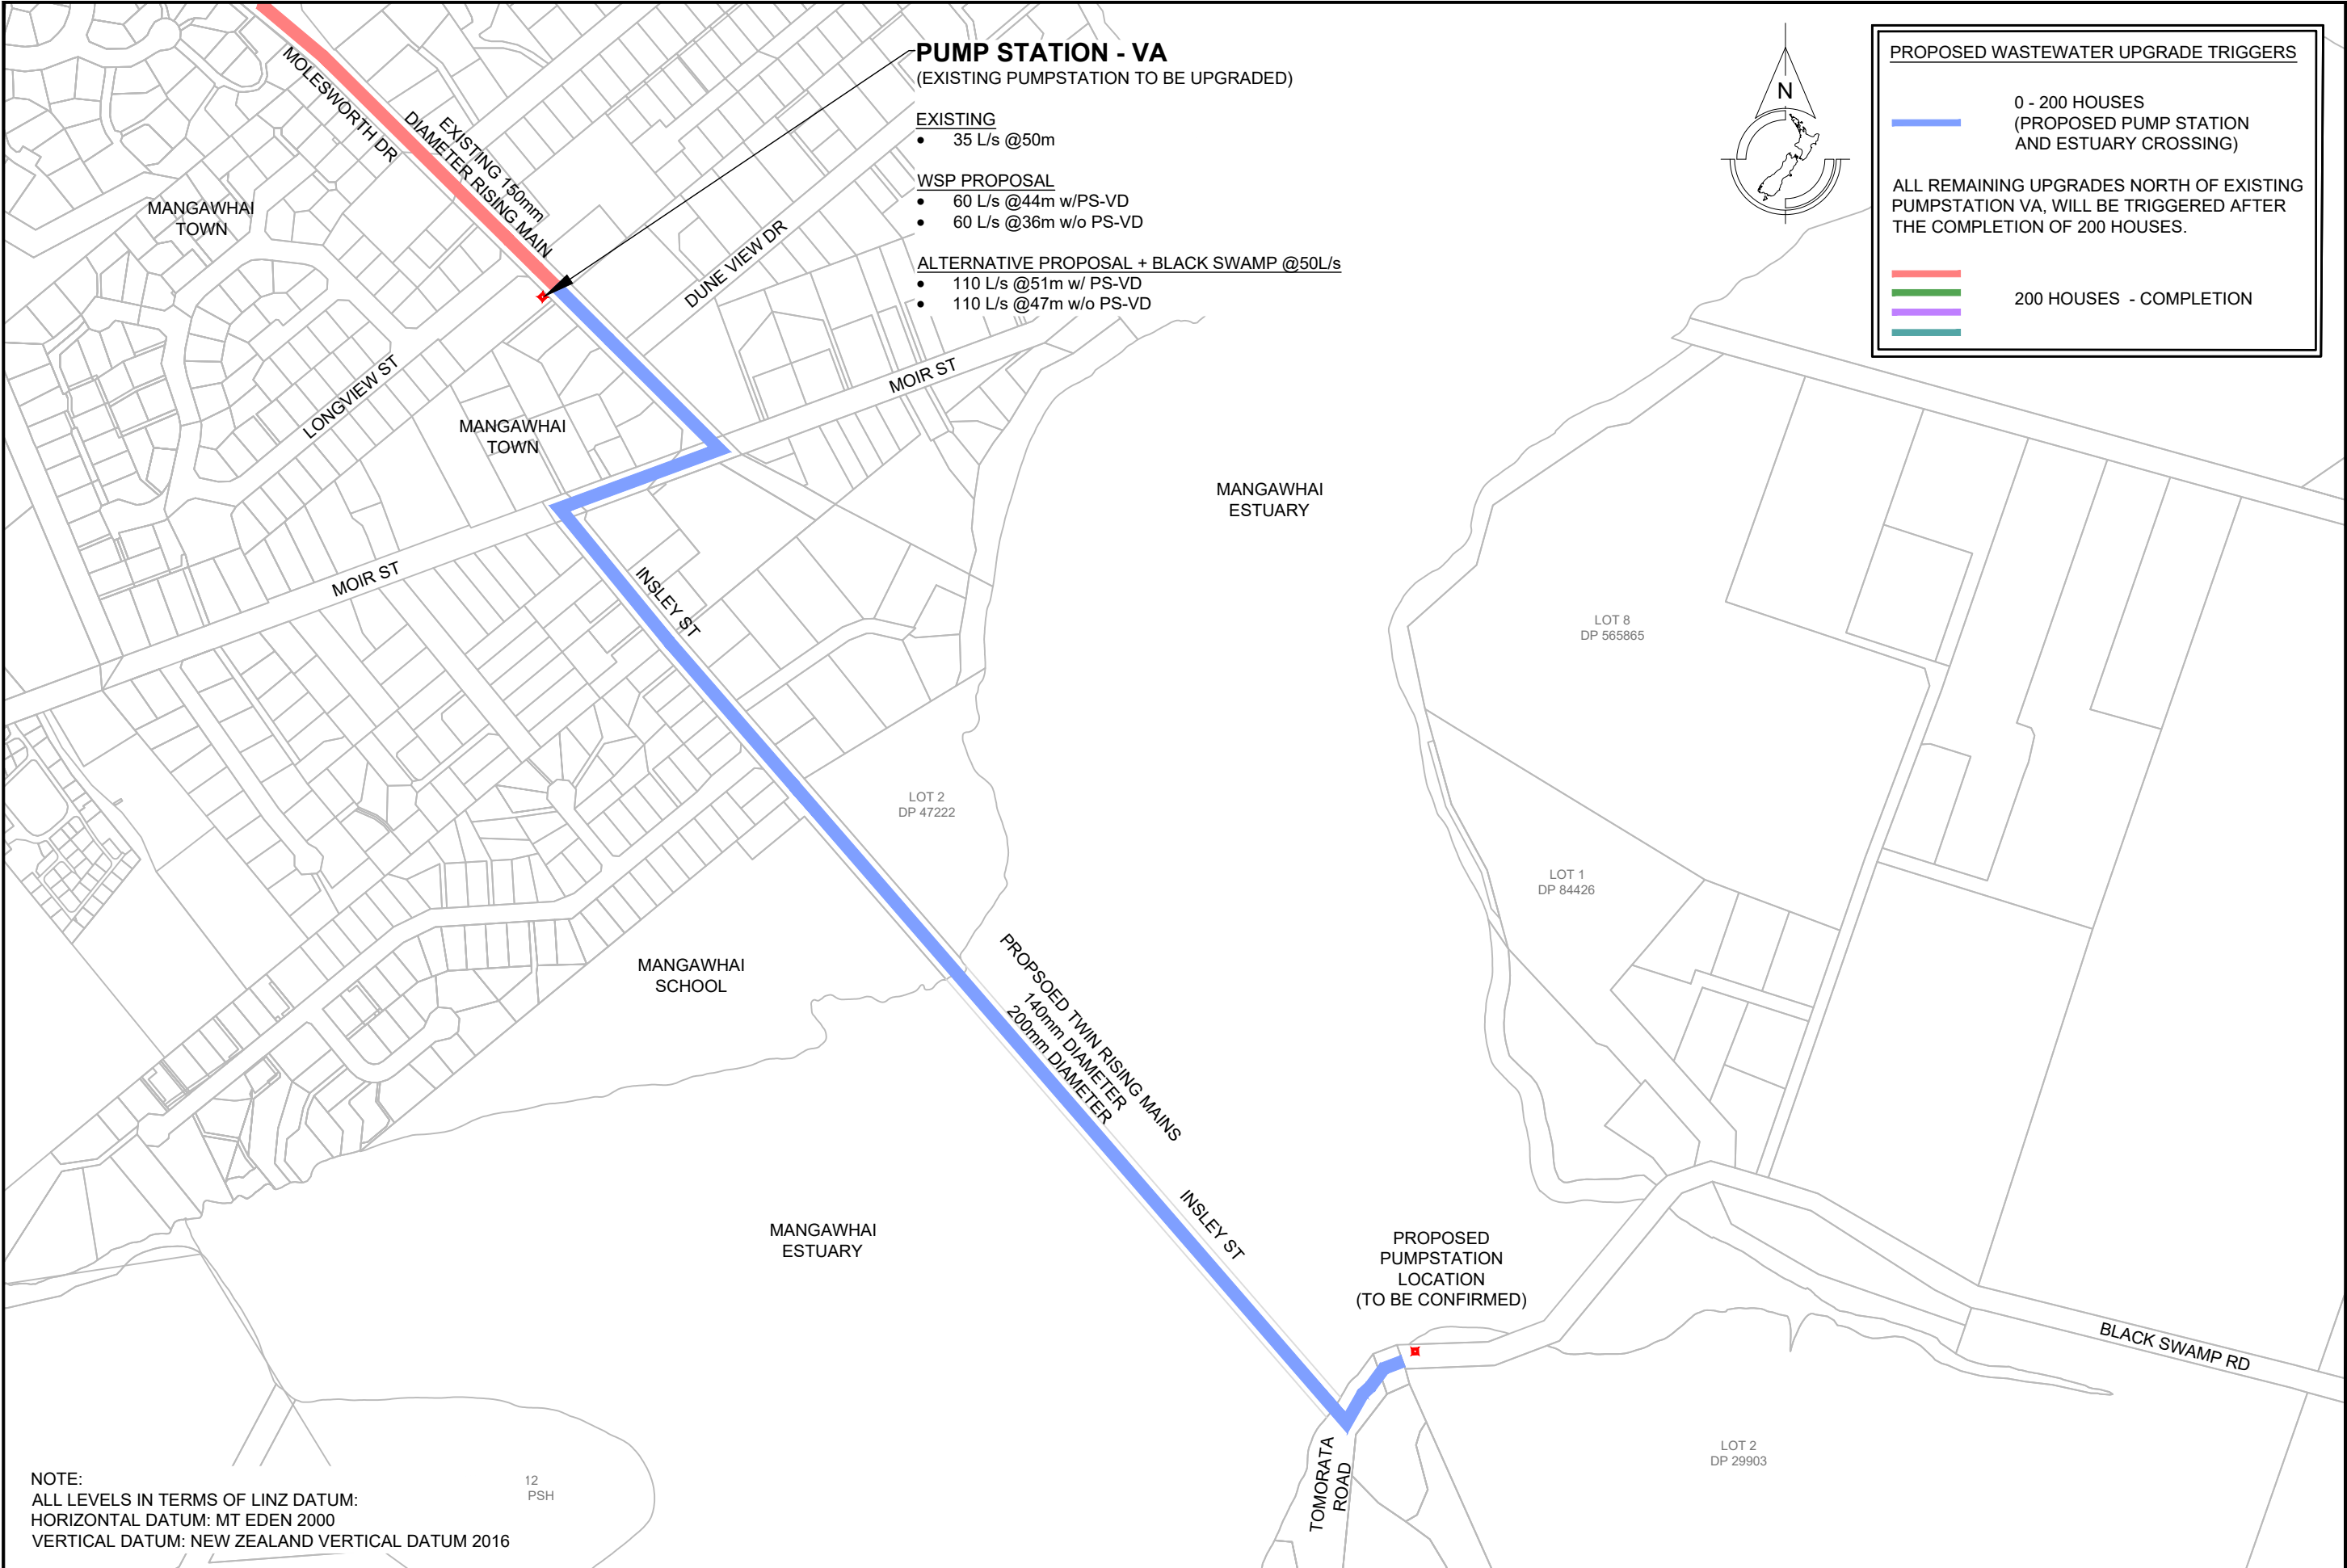 PUMP STATION - VA
(EXISTING PUMPSTATION TO BE UPGRADED)
EXISTING
• 35 L/s @50m
WSP PROPOSAL
• 60 L/s @44m w/PS-VD
• 60 L/s @36m w/o PS-VD
ALTERNATIVE PROPOSAL + BLACK SWAMP @50L/s
• 110 L/s @51m w/ PS-VD
• 110 L/s @47m w/o PS-VD
N
PROPOSED WASTEWATER UPGRADE TRIGGERS
0 - 200 HOUSES
(PROPOSED PUMP STATION
AND ESTUARY CROSSING)
ALL REMAINING UPGRADES NORTH OF EXISTING
PUMPSTATION VA, WILL BE TRIGGERED AFTER
THE COMPLETION OF 200 HOUSES.
200 HOUSES - COMPLETION
MOLESWORTH DR
EXISTING 150mm
DIAMETER RISING MAIN
MANGAWHAI
TOWN
DUNE VIEW DR
MOIR ST
LONGVIEW ST
MANGAWHAI
TOWN
MANGAWHAI
ESTUARY
MOIR ST
INSLEY ST
LOT 8
DP 565865
LOT 2
DP 47222
LOT 1
DP 84426
MANGAWHAI
SCHOOL
PROPSOED TWIN RISING MAINS
140mm DIAMETER
200mm DIAMETER
INSLEY ST
MANGAWHAI
ESTUARY
PROPOSED
PUMPSTATION
LOCATION
(TO BE CONFIRMED)
BLACK SWAMP RD
TOMORATA
ROAD
LOT 2
DP 29903
12
PSH
NOTE:
ALL LEVELS IN TERMS OF LINZ DATUM:
HORIZONTAL DATUM: MT EDEN 2000
VERTICAL DATUM: NEW ZEALAND VERTICAL DATUM 2016